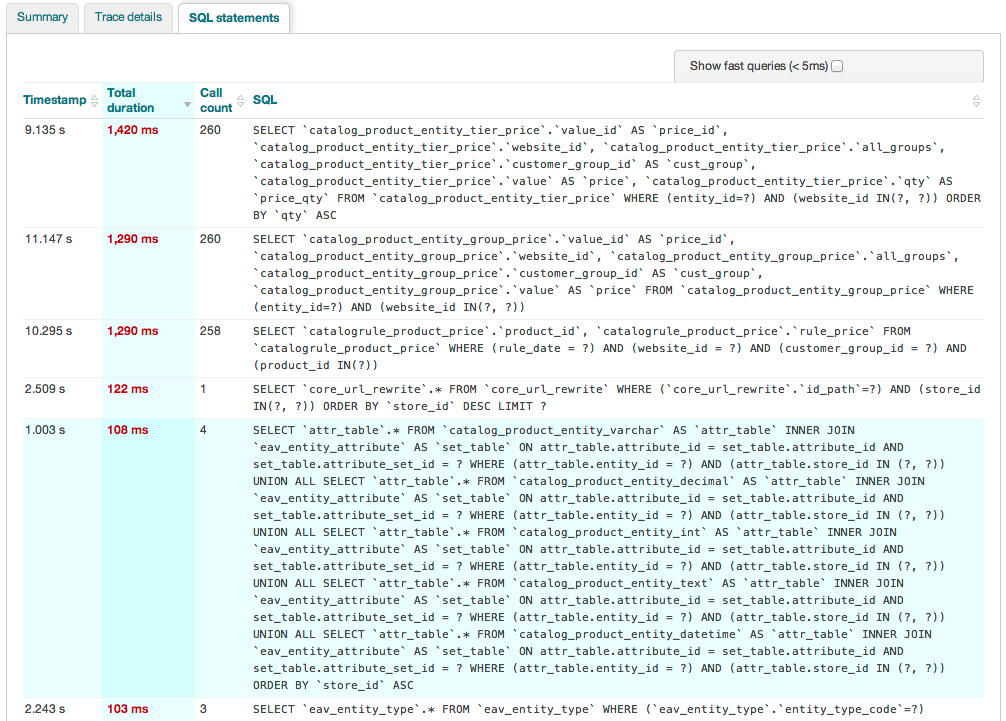 Summary
Trace details
SQL statements
Show fast queries (< 5ms)
Timestamp
Total duration
Call count
SQL
9.135 s
1,420 ms
260
SELECT `catalog_product_entity_tier_price`.`value_id` AS `price_id`,
`catalog_product_entity_tier_price`.`website_id`, `catalog_product_entity_tier_price`.`all_groups`,
`catalog_product_entity_tier_price`.`customer_group_id` AS `cust_group`,
`catalog_product_entity_tier_price`.`value` AS `price`, `catalog_product_entity_tier_price`.`qty` AS
`price_qty` FROM `catalog_product_entity_tier_price` WHERE (entity_id=?) AND (website_id IN(?, ?)) ORDER
BY `qty` ASC
11.147 s
1,290 ms
260
SELECT `catalog_product_entity_group_price`.`value_id` AS `price_id`,
`catalog_product_entity_group_price`.`website_id`, `catalog_product_entity_group_price`.`all_groups`,
`catalog_product_entity_group_price`.`customer_group_id` AS `cust_group`,
`catalog_product_entity_group_price`.`value` AS `price` FROM `catalog_product_entity_group_price` WHERE
(entity_id=?) AND (website_id IN(?, ?))
10.295 s
1,290 ms
258
SELECT `catalogrule_product_price`.`product_id`, `catalogrule_product_price`.`rule_price` FROM
`catalogrule_product_price` WHERE (rule_date = ?) AND (website_id = ?) AND (customer_group_id = ?) AND
(product_id IN(?))
2.509 s
122 ms
1
SELECT `core_url_rewrite`.* FROM `core_url_rewrite` WHERE (`core_url_rewrite`.`id_path`=?) AND (store_id
IN(?, ?)) ORDER BY `store_id` DESC LIMIT ?
1.003 s
108 ms
4
SELECT `attr_table`.* FROM `catalog_product_entity_varchar` AS `attr_table` INNER JOIN
`eav_entity_attribute` AS `set_table` ON attr_table.attribute_id = set_table.attribute_id AND
set_table.attribute_set_id = ? WHERE (attr_table.entity_id = ?) AND (attr_table.store_id IN (?, ?))
UNION ALL SELECT `attr_table`.* FROM `catalog_product_entity_decimal` AS `attr_table` INNER JOIN
`eav_entity_attribute` AS `set_table` ON attr_table.attribute_id = set_table.attribute_id AND
set_table.attribute_set_id = ? WHERE (attr_table.entity_id = ?) AND (attr_table.store_id IN (?, ?))
UNION ALL SELECT `attr_table`.* FROM `catalog_product_entity_int` AS `attr_table` INNER JOIN
`eav_entity_attribute` AS `set_table` ON attr_table.attribute_id = set_table.attribute_id AND
set_table.attribute_set_id = ? WHERE (attr_table.entity_id = ?) AND (attr_table.store_id IN (?, ?))
UNION ALL SELECT `attr_table`.* FROM `catalog_product_entity_text` AS `attr_table` INNER JOIN
`eav_entity_attribute` AS `set_table` ON attr_table.attribute_id = set_table.attribute_id AND
set_table.attribute_set_id = ? WHERE (attr_table.entity_id = ?) AND (attr_table.store_id IN (?, ?))
UNION ALL SELECT `attr_table`.* FROM `catalog_product_entity_datetime` AS `attr_table` INNER JOIN
`eav_entity_attribute` AS `set_table` ON attr_table.attribute_id = set_table.attribute_id AND
set_table.attribute_set_id = ? WHERE (attr_table.entity_id = ?) AND (attr_table.store_id IN (?, ?))
ORDER BY `store_id` ASC
2.243 s
103 ms
3
SELECT `eav_entity_type`.* FROM `eav_entity_type` WHERE (`eav_entity_type`.`entity_type_code`=?)